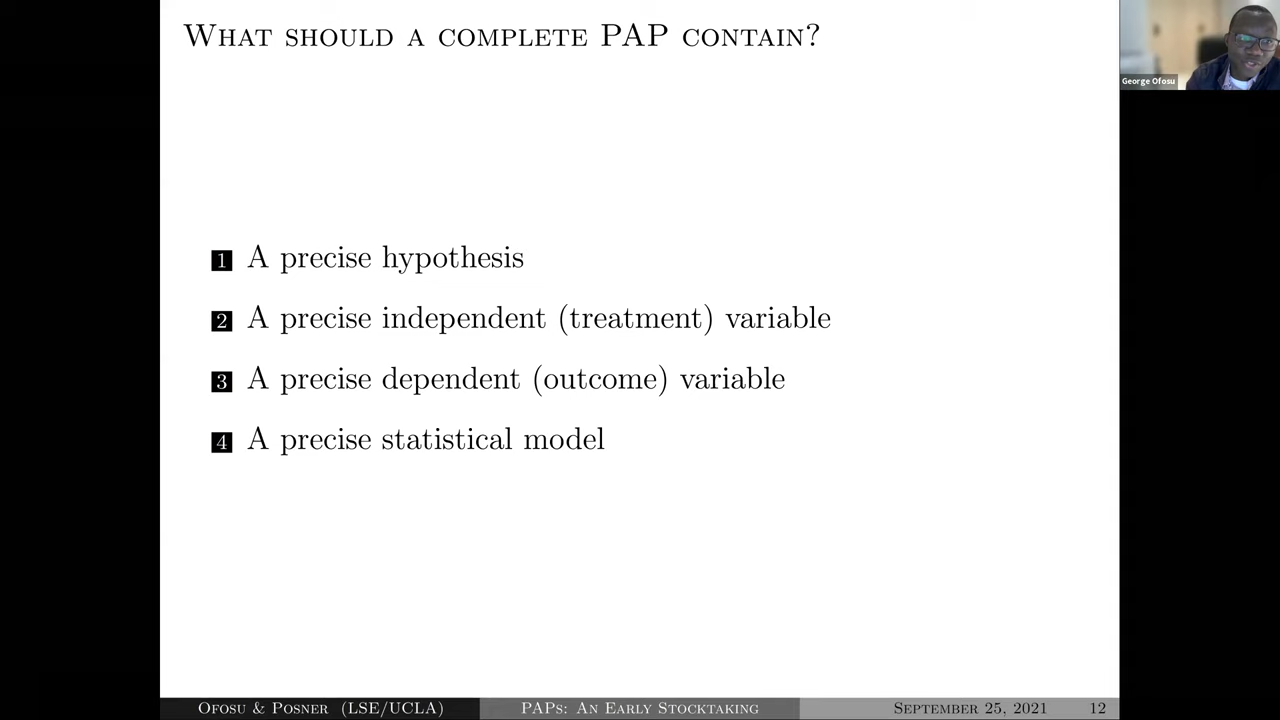 What should a complete PAP contain?
George Ofosu
1 A precise hypothesis
2 A precise independent (treatment) variable
3 A precise dependent (outcome) variable
4 A precise statistical model
Ofosu & Posner (LSE/UCLA) PAPs: An Early Stocktaking September 25, 2021 12